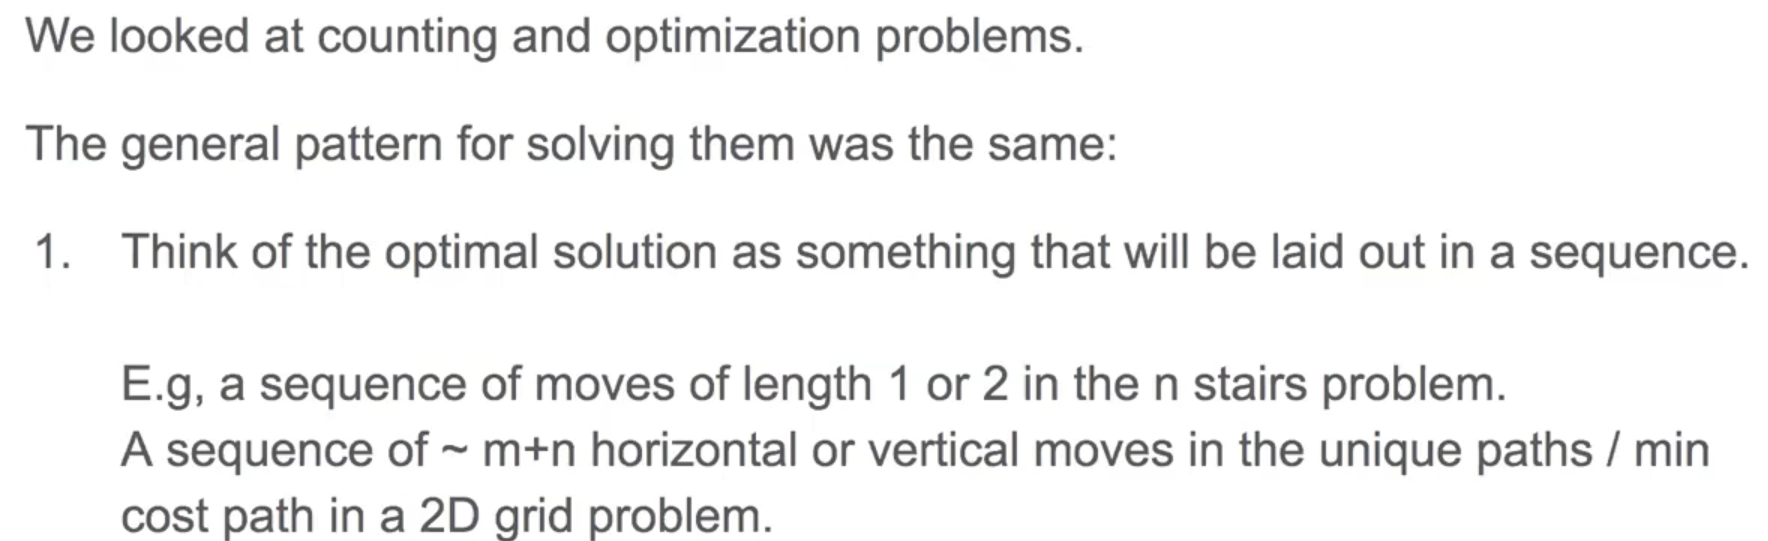 We looked at counting and optimization problems.
The general pattern for solving them was the same:
1. Think of the optimal solution as something that will be laid out in a sequence.
E.g, a sequence of moves of length 1 or 2 in the n stairs problem.
A sequence of ~ m+n horizontal or vertical moves in the unique paths / min
cost path in a 2D grid problem.